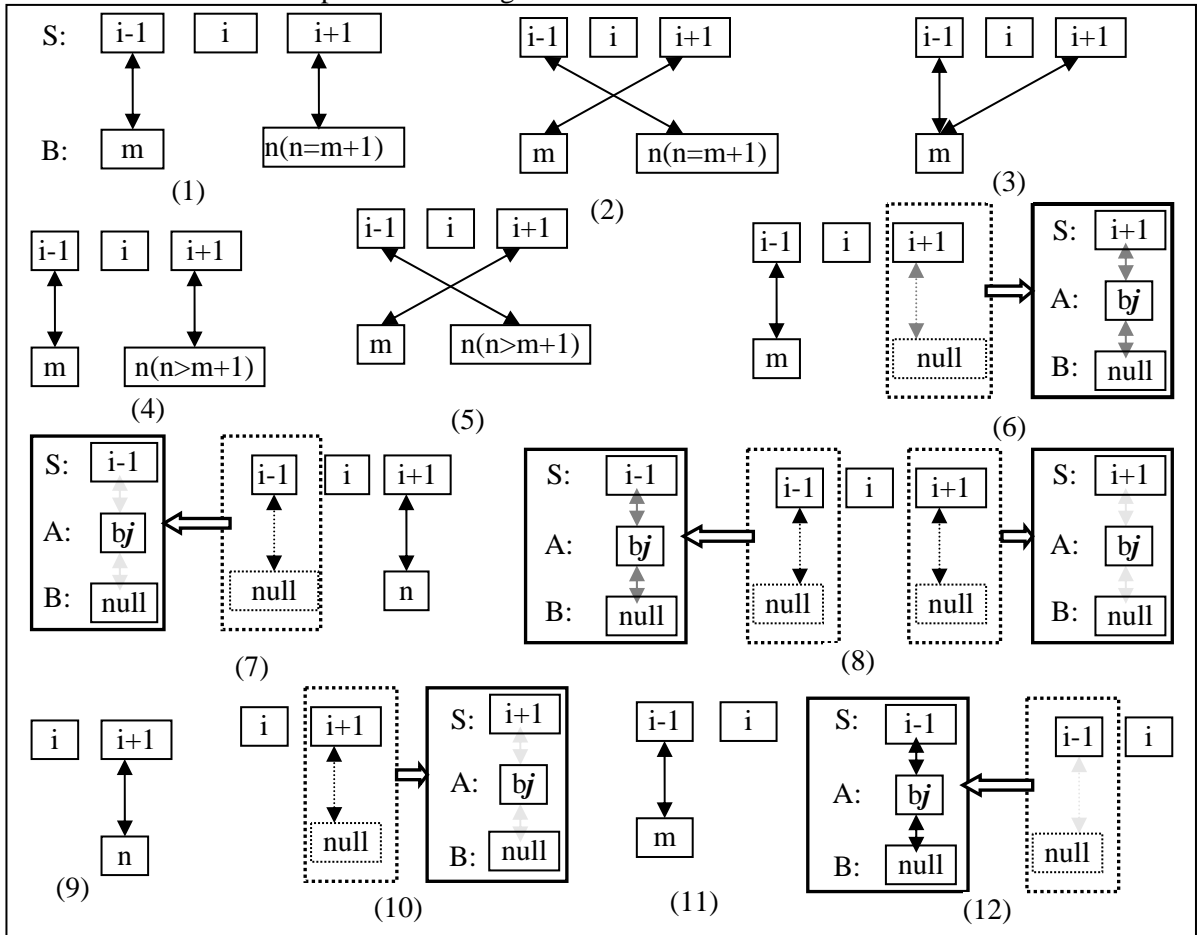 S: i-1 i i+1 i-1 i i+1 i-1 i i+1
B: m n(n=m+1) m n(n=m+1) m
(1) (2) (3)
i-1 i i+1 i-1 i i+1 i-1 i i+1 S: i+1
A: bj
m n(n>m+1) m n(n>m+1) m null B: null
(4) (5) (6)
S: i-1 i-1 i i+1 S: i-1 i-1 i i+1 S: i+1
A: bj A: bj A: bj
B: null null n B: null null null B: null
(7) (8)
i i+1 i i+1 S: i+1 i-1 i S: i-1 i-1 i
A: bj A: bj
n null B: null m B: null null
(9) (10) (11) (12)